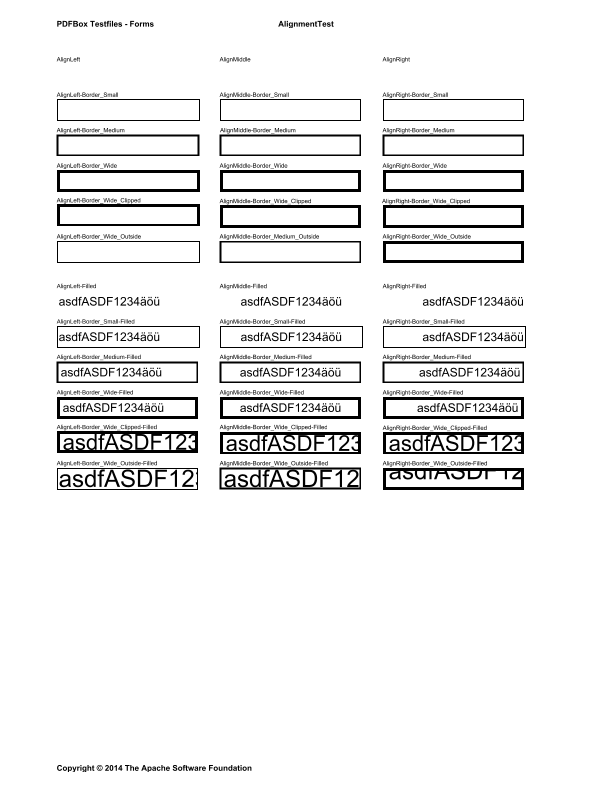 PDFBox Testfiles - Forms AlignmentTest
AlignLeft AlignMiddle AlignRight
AlignLeft-Border_Small AlignMiddle-Border_Small AlignRight-Border_Small
AlignLeft-Border_Medium AlignMiddle-Border_Medium AlignRight-Border_Medium
AlignLeft-Border_Wide AlignMiddle-Border_Wide AlignRight-Border_Wide
AlignLeft-Border_Wide_Clipped AlignMiddle-Border_Wide_Clipped AlignRight-Border_Wide_Clipped
AlignLeft-Border_Wide_Outside AlignMiddle-Border_Medium_Outside AlignRight-Border_Wide_Outside
AlignLeft-Filled AlignMiddle-Filled AlignRight-Filled
asdfASDF1234äöü asdfASDF1234äöü asdfASDF1234äöü
AlignLeft-Border_Small-Filled AlignMiddle-Border_Small-Filled AlignRight-Border_Small-Filled
asdfASDF1234äöü asdfASDF1234äöü asdfASDF1234äöü
AlignLeft-Border_Medium-Filled AlignMiddle-Border_Medium-Filled AlignRight-Border_Medium-Filled
asdfASDF1234äöü asdfASDF1234äöü asdfASDF1234äöü
AlignLeft-Border_Wide-Filled AlignMiddle-Border_Wide-Filled AlignRight-Border_Wide-Filled
asdfASDF1234äöü asdfASDF1234äöü asdfASDF1234äöü
AlignLeft-Border_Wide_Clipped-Filled AlignMiddle-Border_Wide_Clipped-Filled AlignRight-Border_Wide_Clipped-Filled
asdfASDF123 asdfASDF123 asdfASDF123
AlignLeft-Border_Wide_Outside-Filled AlignMiddle-Border_Wide_Outside-Filled AlignRight-Border_Wide_Outside-Filled
asdfASDF123 asdfASDF12 asdfASDF12
Copyright © 2014 The Apache Software Foundation